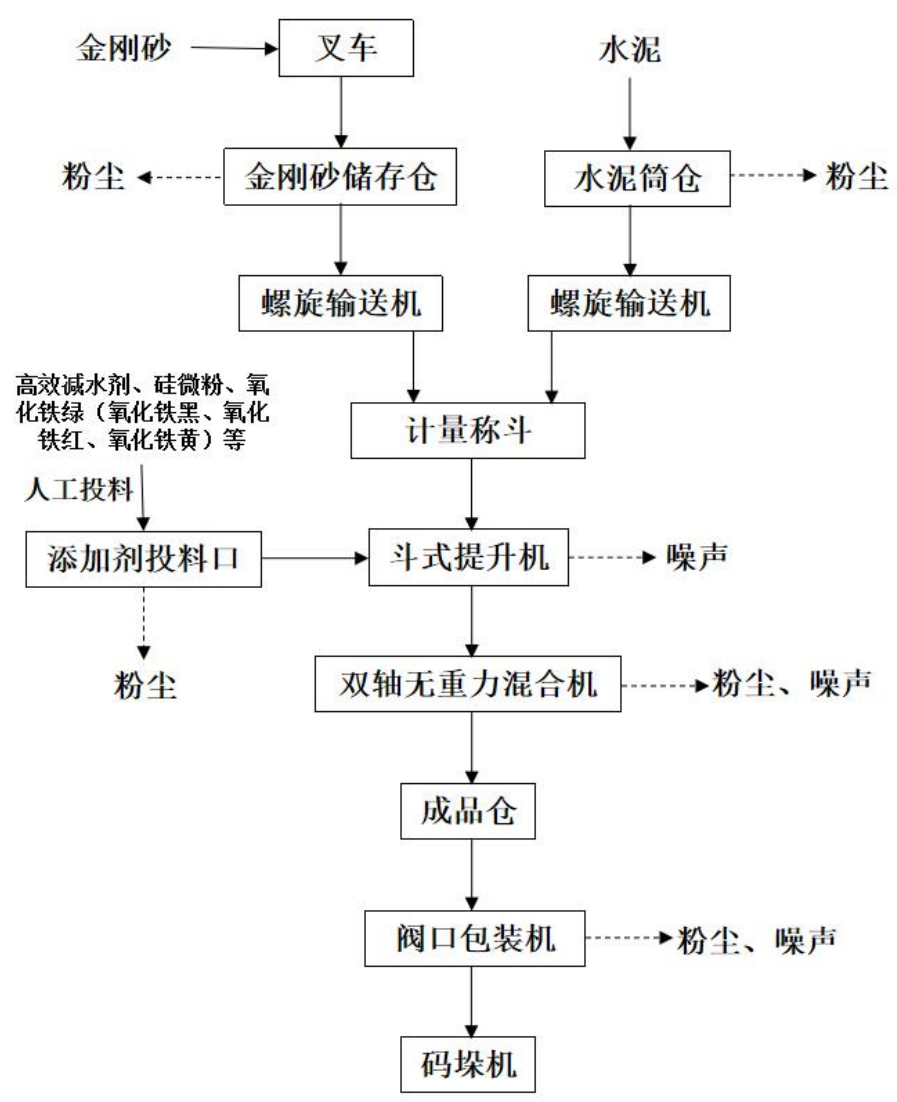 金刚砂
叉车
水泥
粉尘
金刚砂储存仓
水泥筒仓
粉尘
螺旋输送机
螺旋输送机
高效减水剂、硅微粉、氧
化铁绿（氧化铁黑、氧化
铁红、氧化铁黄）等
计量称斗
人工投料
添加剂投料口
斗式提升机
噪声
粉尘
双轴无重力混合机
粉尘、噪声
成品仓
阀口包装机
粉尘、噪声
码垛机